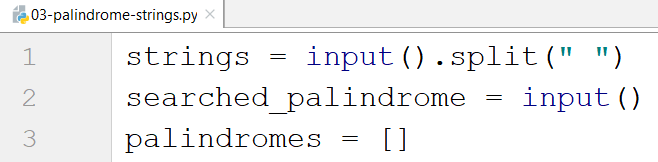 03-palindrome-strings.py ×
1 strings = input().split(" ")
2 searched_palindrome = input()
3 palindromes = []